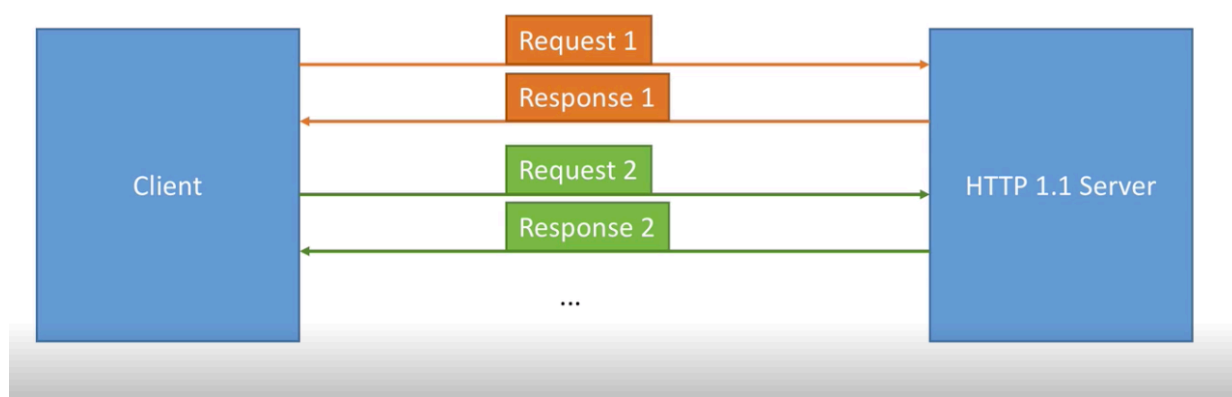 Request 1
Response 1
Client
Request 2
HTTP 1.1 Server
Response 2
...